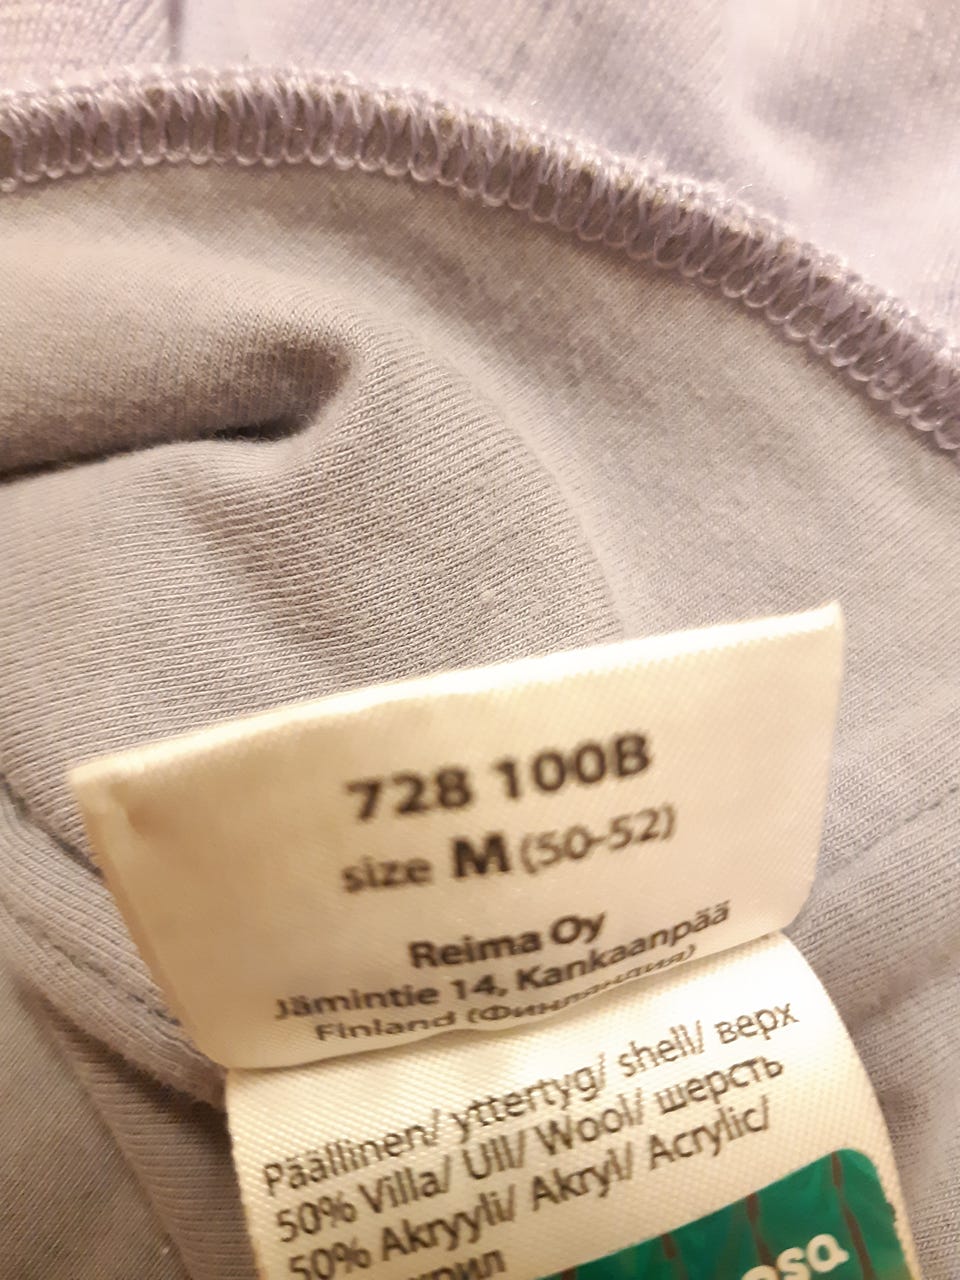 728 100B
size M (50-52)
Reima Oy
Jämintie 14, Kankaanpää
Finland (Финляндия)
Päällinen/ yttertyg/ shell/ верх
50% Villa/ Ull/ Wool/ шерсть
50% Akryyli/ Akryl/ Acrylic/